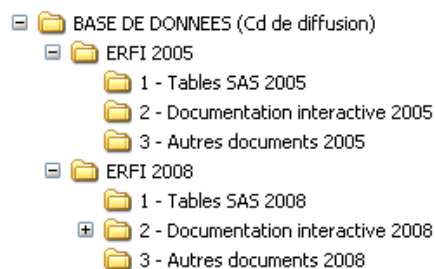 BASE DE DONNEES (Cd de diffusion)
ERFI 2005
1 - Tables SAS 2005
2 - Documentation interactive 2005
3 - Autres documents 2005
ERFI 2008
1 - Tables SAS 2008
2 - Documentation interactive 2008
3 - Autres documents 2008